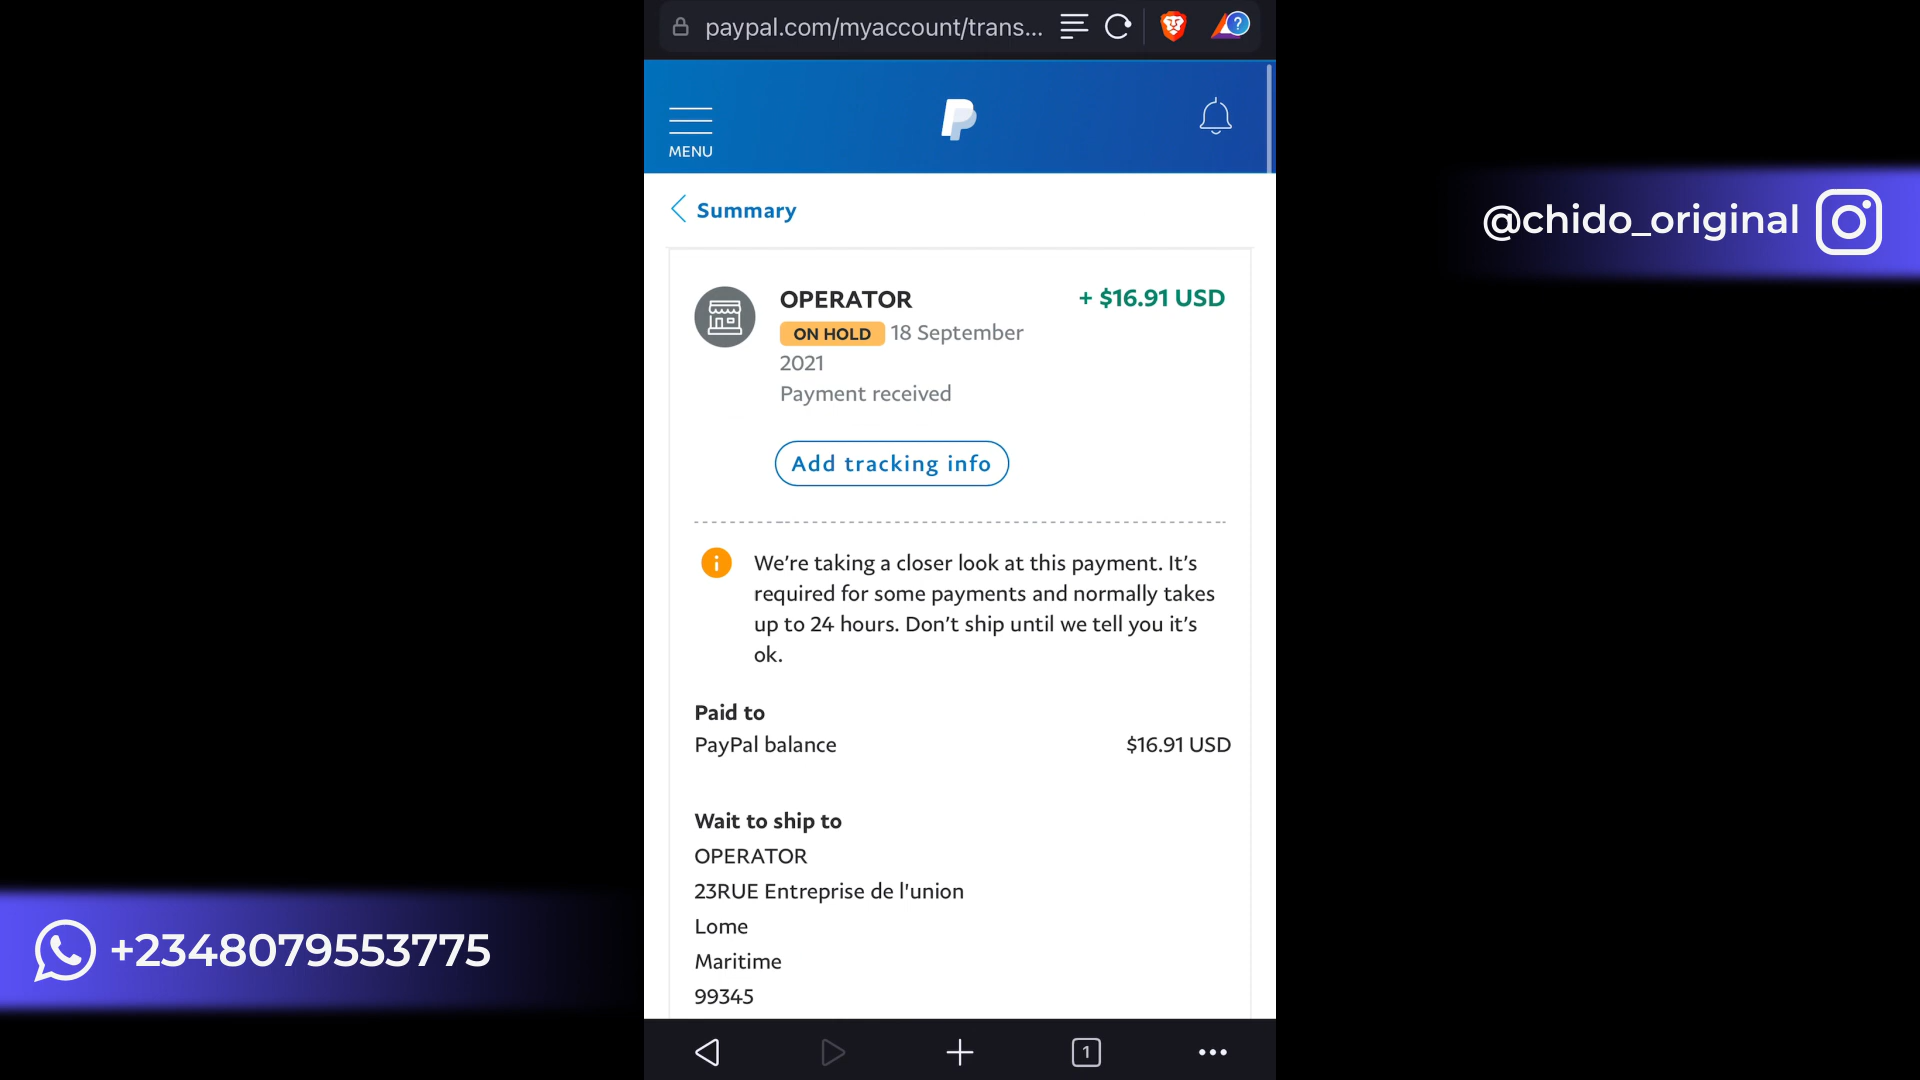 paypal.com/myaccount/trans...
MENU
Summary
@chido_original
OPERATOR
+ $16.91 USD
ON HOLD 18 September
2021
Payment received
Add tracking info
We're taking a closer look at this payment. It's
required for some payments and normally takes
up to 24 hours. Don't ship until we tell you it's
ok.
Paid to
PayPal balance
$16.91 USD
Wait to ship to
OPERATOR
23RUE Entreprise de l'union
Lome
Maritime
99345
+2348079553775
1